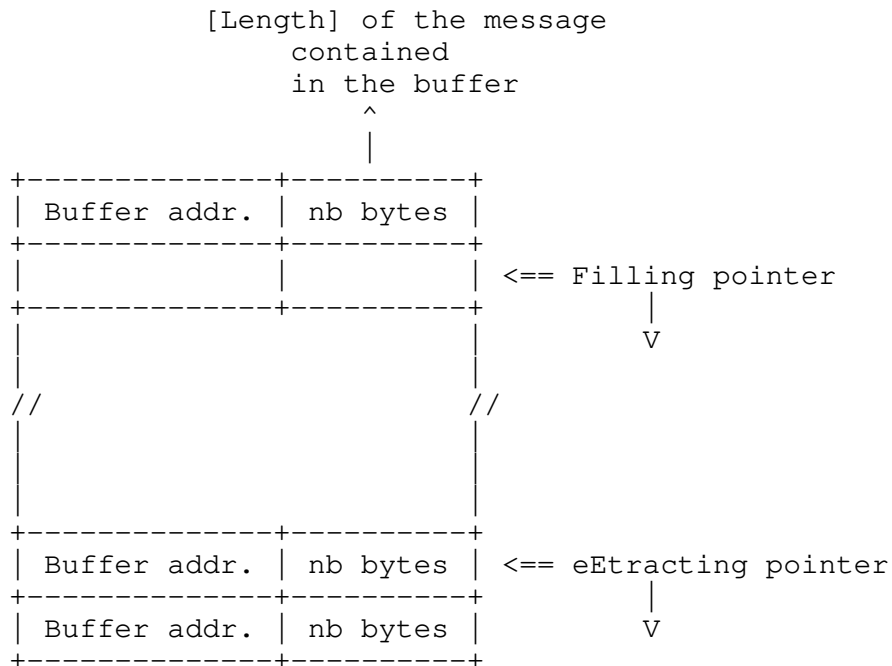 [Length] of the message
contained
in the buffer
^
|
+--------------+----------+
| Buffer addr. | nb bytes |
+--------------+----------+
| | | <== Filling pointer
+--------------+----------+ |
| | V
| |
// //
| |
| |
| |
+--------------+----------+
| Buffer addr. | nb bytes | <== eEtracting pointer
+--------------+----------+ |
| Buffer addr. | nb bytes | V
+--------------+----------+